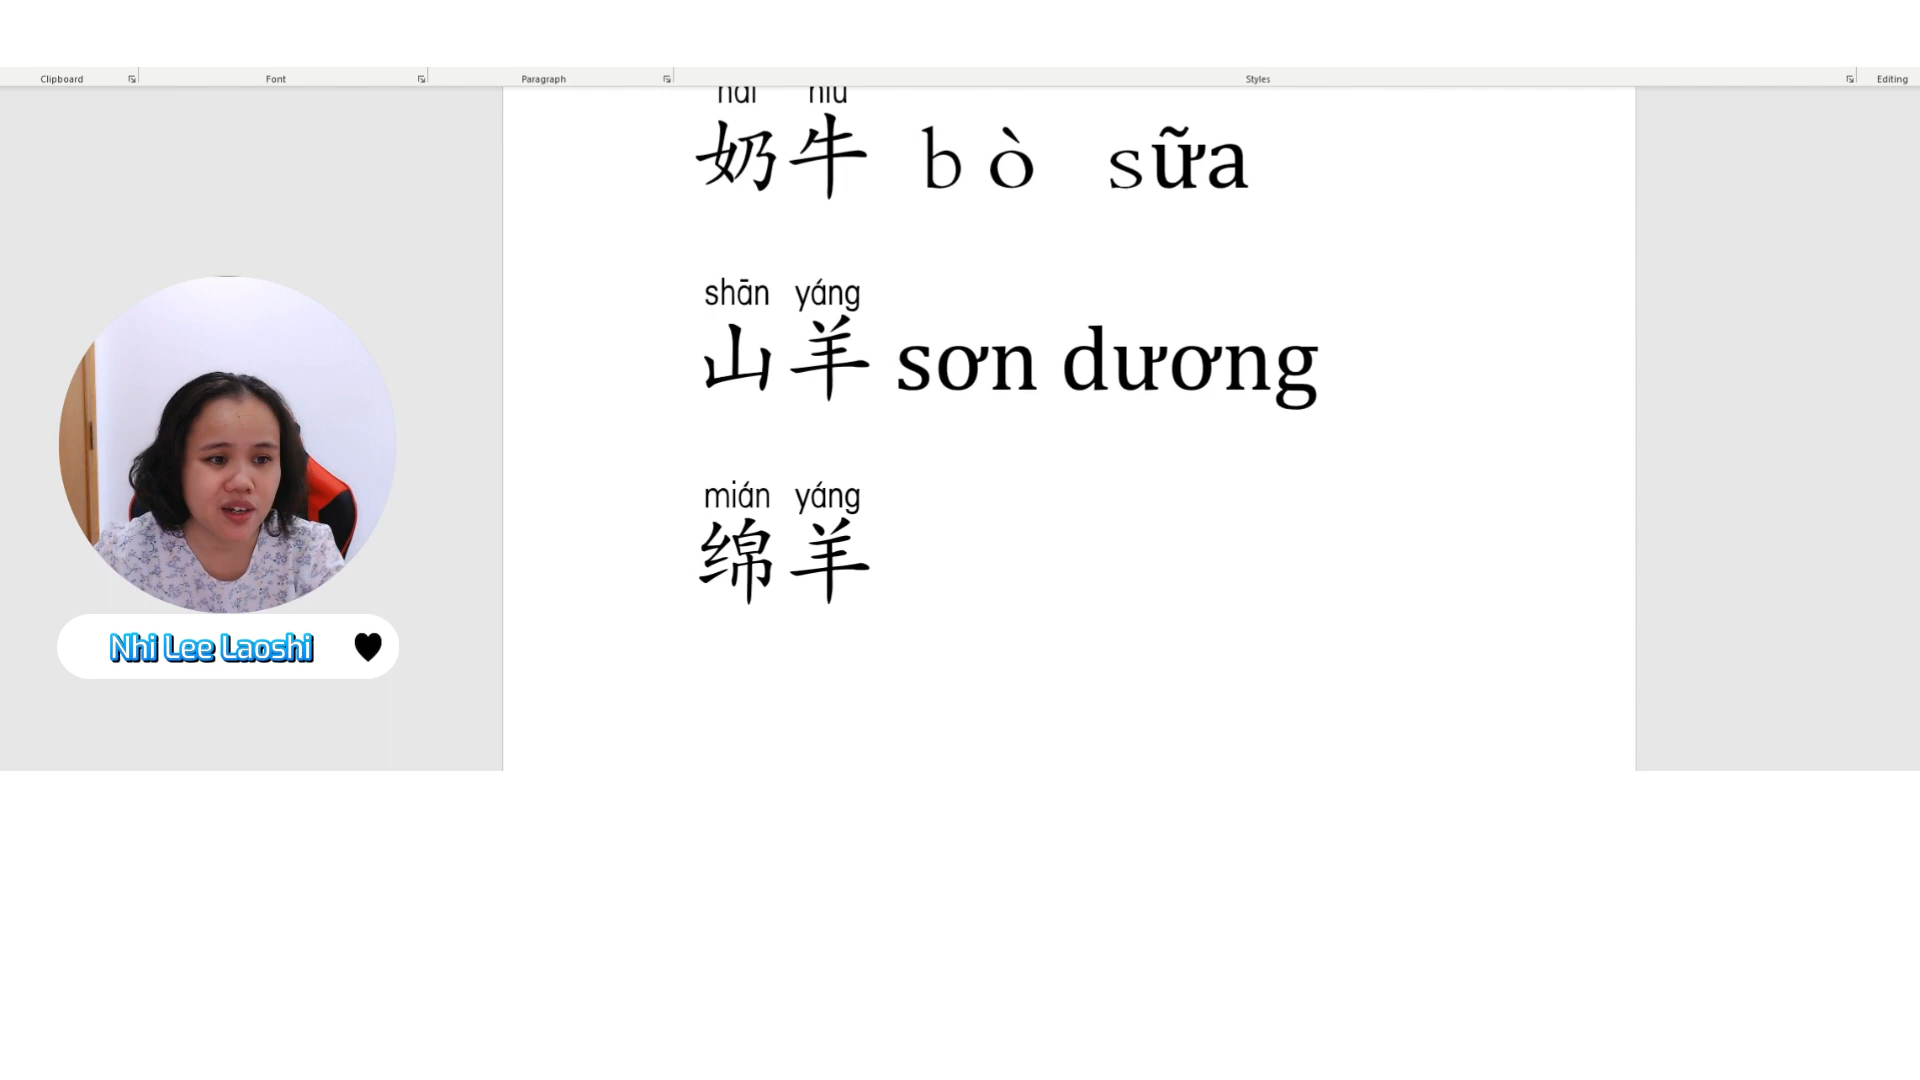 Clipboard Font Paragraph Styles Editing
奶牛 bò sữa
shān yáng
山羊 sơn dương
mián yáng
绵羊
Nhi Lee Laoshi